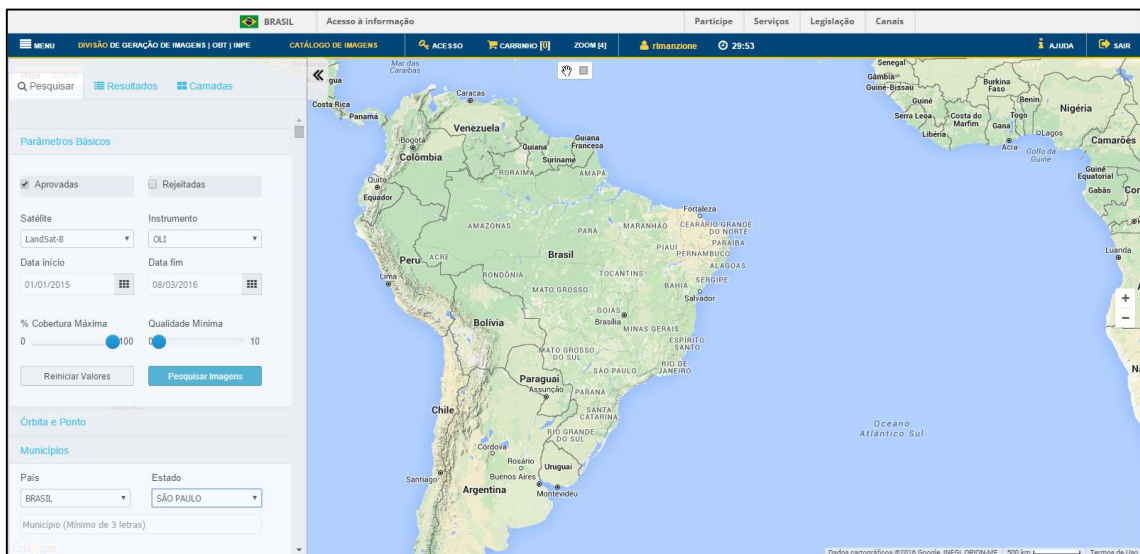 BRASIL Acesso à informação Participe Serviços Legislação Canais
MENU DIVISÃO DE GERAÇÃO DE IMAGENS | OBT | INPE CATÁLOGO DE IMAGENS ACESSO CARRINHO [0] ZOOM [4] rlmanzione 29:53 AJUDA SAIR
Pesquisar Resultados Camadas
Parâmetros Básicos
Aprovadas Rejeitadas
Satélite Instrumento
LandSat-8 OLI
Data início Data fim
01/01/2015 08/03/2016
% Cobertura Máxima Qualidade Mínima
0 100 0 10
Reiniciar Valores Pesquisar Imagens
Órbita e Ponto
Municípios
País Estado
BRASIL SÃO PAULO
Município (Mínimo de 3 letras)
Google
Mar das
Caraíbas
gua
Costa Rica
Panamá
Caracas
Venezuela
Bogotá
Colômbia
Guiana
Suriname
Guiana
Francesa
RORAIMA
AMAPÁ
Quito
Equador
AMAZONAS
PARÁ
MARANHÃO
Fortaleza
CEARÁ
RIO GRANDE
DO NORTE
PARAÍBA
PIAUÍ
PERNAMBUCO
ALAGOAS
SERGIPE
BAHIA
Salvador
Peru
ACRE
Lima
RONDÔNIA
Brasil
TOCANTINS
MATO GROSSO
GOIÁS
Brasília
MINAS GERAIS
ESPÍRITO
SANTO
Bolívia
MATO GROSSO
DO SUL
SÃO PAULO
RIO DE
JANEIRO
Paraguai
Assunção
PARANÁ
SANTA
CATARINA
RIO GRANDE
DO SUL
Chile
Córdova
Rosário
Uruguai
Santiago
Buenos Aires
Argentina
Montevidéu
Senegal
Gâmbia
Guiné-Bissau
Guiné
Serra Leoa
Libéria
Costa do
Marfim
Burkina
Faso
Gana
Togo
Benin
Acra
Lagos
Nigéria
Camarões
Golfo da
Guiné
Guiné
Equatorial
Gabão
Con
Luanda
A
+
−
Na
Oceano
Atlântico Sul
Dados cartográficos ©2016 Google, INEGI, ORION-ME 500 km Termos de Uso